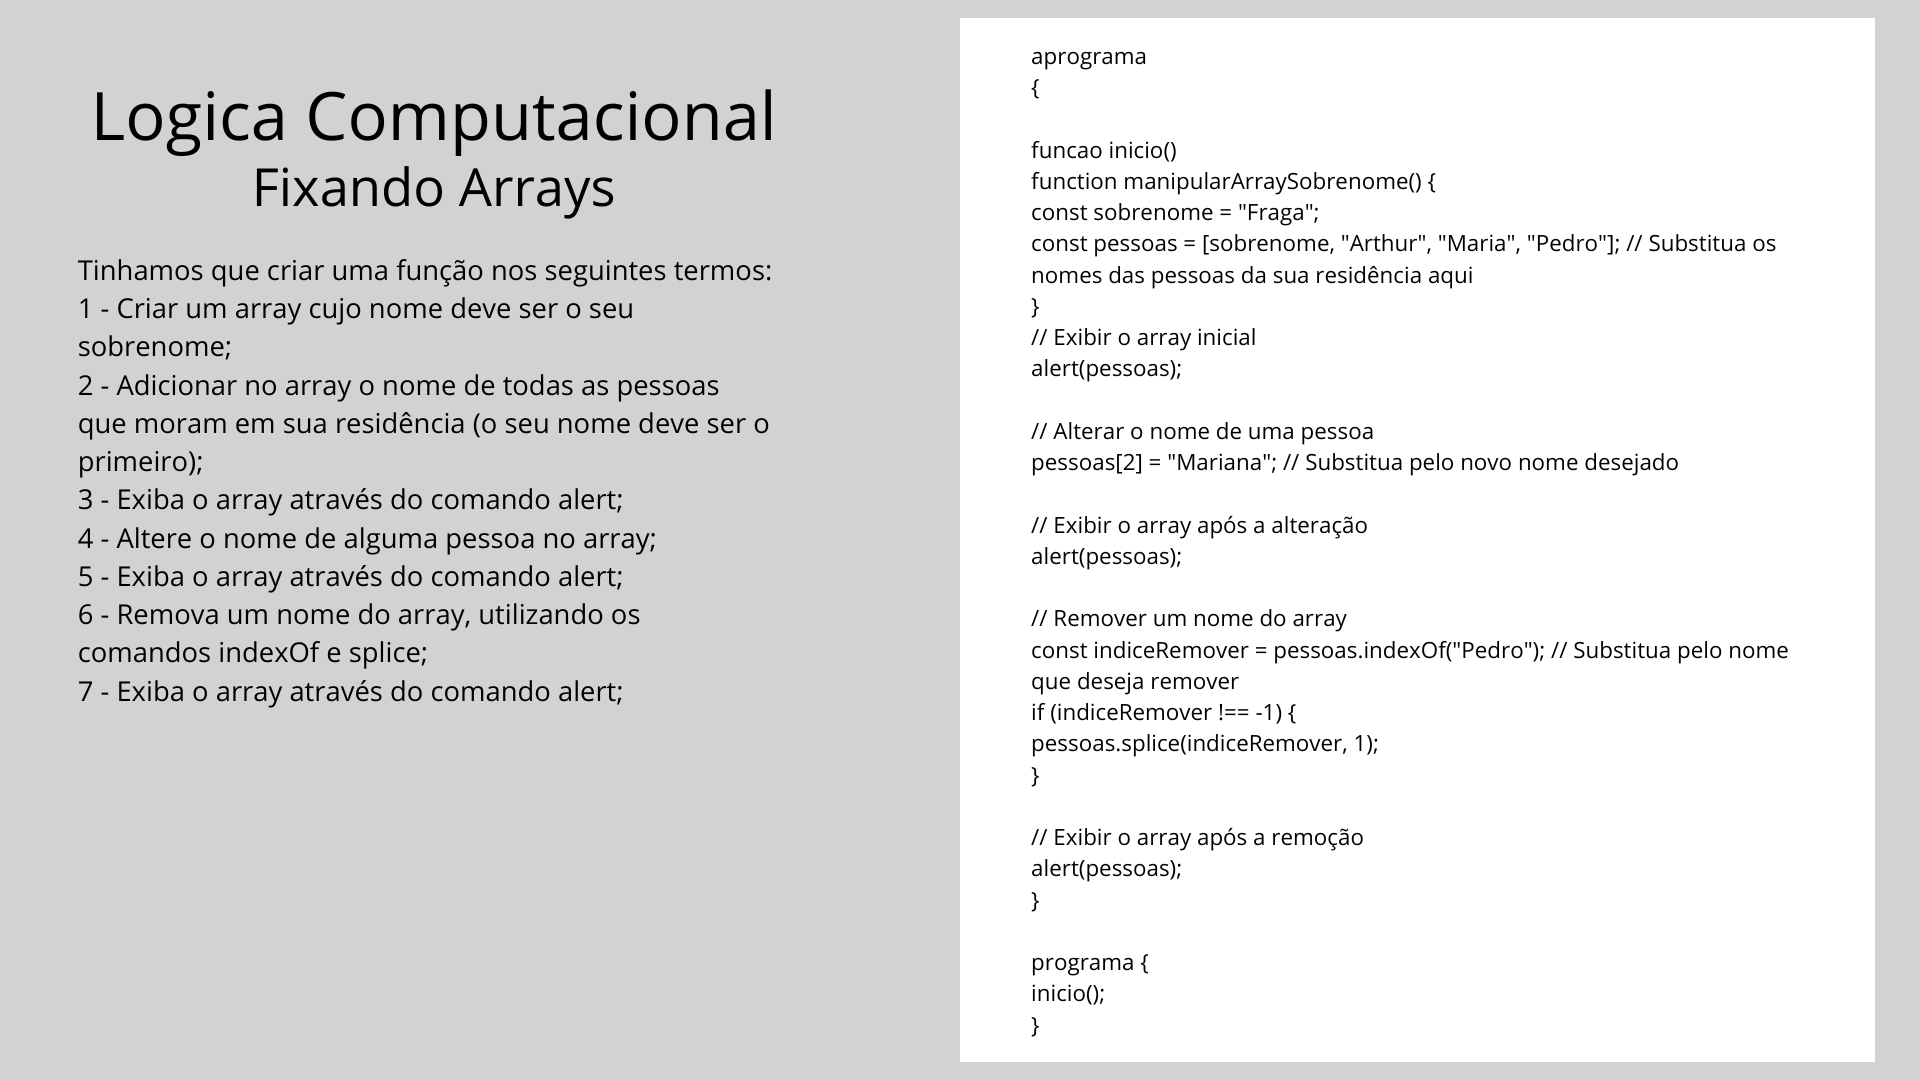 Logica Computacional
Fixando Arrays
Tinhamos que criar uma função nos seguintes termos:
1 - Criar um array cujo nome deve ser o seu
sobrenome;
2 - Adicionar no array o nome de todas as pessoas
que moram em sua residência (o seu nome deve ser o
primeiro);
3 - Exiba o array através do comando alert;
4 - Altere o nome de alguma pessoa no array;
5 - Exiba o array através do comando alert;
6 - Remova um nome do array, utilizando os
comandos indexOf e splice;
7 - Exiba o array através do comando alert;
aprograma
{
funcao inicio()
function manipularArraySobrenome() {
const sobrenome = "Fraga";
const pessoas = [sobrenome, "Arthur", "Maria", "Pedro"]; // Substitua os
nomes das pessoas da sua residência aqui
}
// Exibir o array inicial
alert(pessoas);
// Alterar o nome de uma pessoa
pessoas[2] = "Mariana"; // Substitua pelo novo nome desejado
// Exibir o array após a alteração
alert(pessoas);
// Remover um nome do array
const indiceRemover = pessoas.indexOf("Pedro"); // Substitua pelo nome
que deseja remover
if (indiceRemover !== -1) {
pessoas.splice(indiceRemover, 1);
}
// Exibir o array após a remoção
alert(pessoas);
}
programa {
inicio();
}